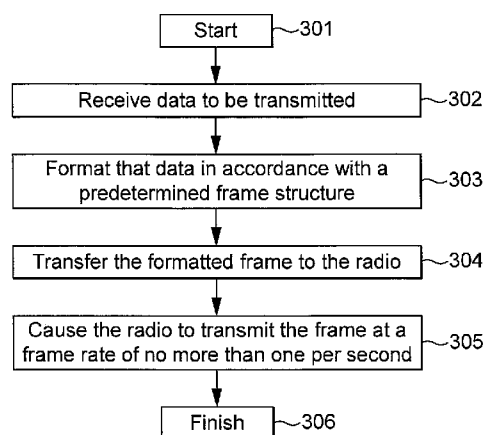 Start
301
Receive data to be transmitted
302
Format that data in accordance with a
predetermined frame structure
303
Transfer the formatted frame to the radio
304
Cause the radio to transmit the frame at a
frame rate of no more than one per second
305
Finish
306